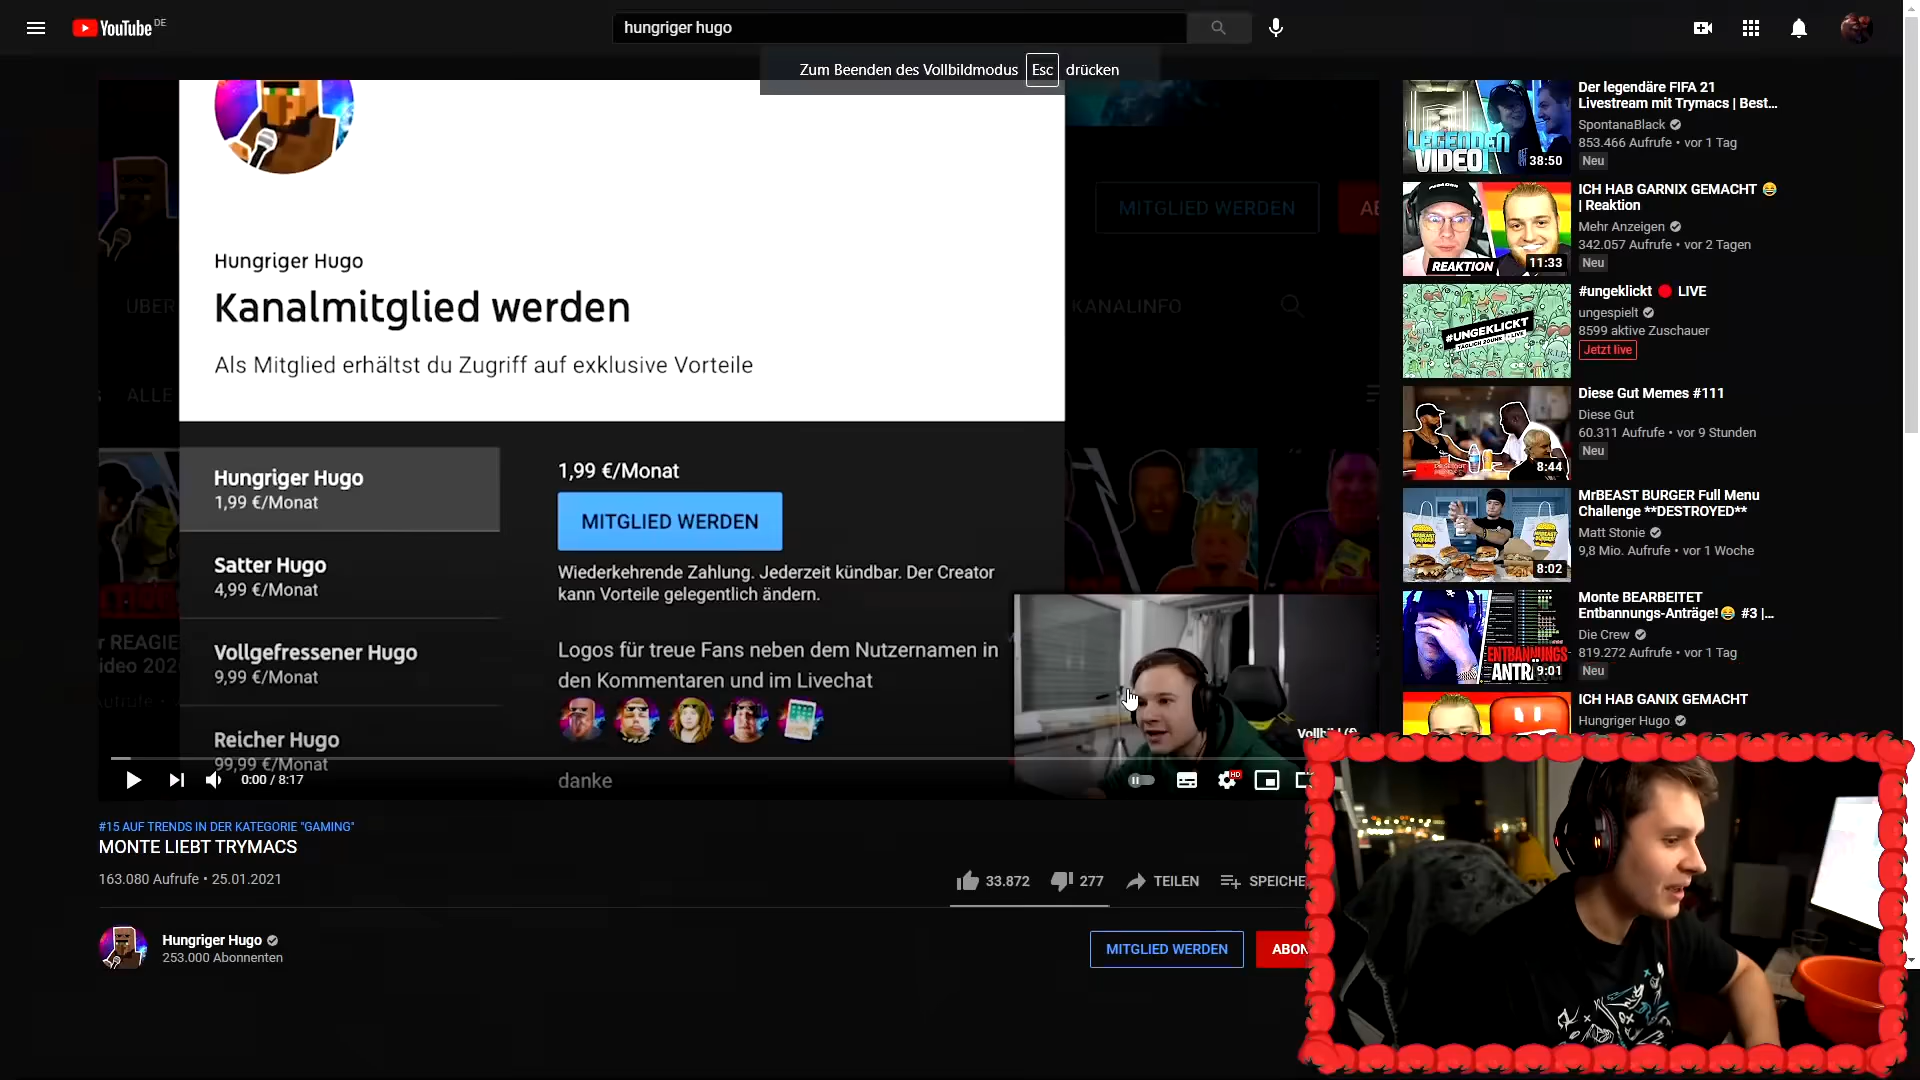 YouTube DE
hungriger hugo
Zum Beenden des Vollbildmodus Esc drücken
MITGLIED WERDEN
Hungriger Hugo
Kanalmitglied werden
Als Mitglied erhältst du Zugriff auf exklusive Vorteile
KANALINFO
ALLE
Hungriger Hugo
1,99 €/Monat
Satter Hugo
4,99 €/Monat
Vollgefressener Hugo
9,99 €/Monat
Reicher Hugo
99,99 €/Monat
1,99 €/Monat
MITGLIED WERDEN
Wiederkehrende Zahlung. Jederzeit kündbar. Der Creator
kann Vorteile gelegentlich ändern.
Logos für treue Fans neben dem Nutzernamen in
den Kommentaren und im Livechat
danke
0:00 / 8:17
HD
#15 AUF TRENDS IN DER KATEGORIE "GAMING"
MONTE LIEBT TRYMACS
163.080 Aufrufe • 25.01.2021
33.872
277
TEILEN
SPEICHE
Hungriger Hugo
253.000 Abonnenten
MITGLIED WERDEN
ABON
LEGENDEN
VIDEO!
38:50
Der legendäre FIFA 21
Livestream mit Trymacs | Best...
SpontanaBlack
853.466 Aufrufe • vor 1 Tag
Neu
REAKTION
11:33
ICH HAB GARNIX GEMACHT 😂
| Reaktion
Mehr Anzeigen
342.057 Aufrufe • vor 2 Tagen
Neu
#UNGEKLICKT
#ungeklickt 🔴 LIVE
ungespielt
8599 aktive Zuschauer
Jetzt live
8:44
Diese Gut Memes #111
Diese Gut
60.311 Aufrufe • vor 9 Stunden
Neu
8:02
MrBEAST BURGER Full Menu
Challenge **DESTROYED**
Matt Stonie
9,8 Mio. Aufrufe • vor 1 Woche
ENTBANNUNGS
ANTR
9:01
Monte BEARBEITET
Entbannungs-Anträge!😂 #3 |...
Die Crew
819.272 Aufrufe • vor 1 Tag
Neu
ICH HAB GANIX GEMACHT
Hungriger Hugo